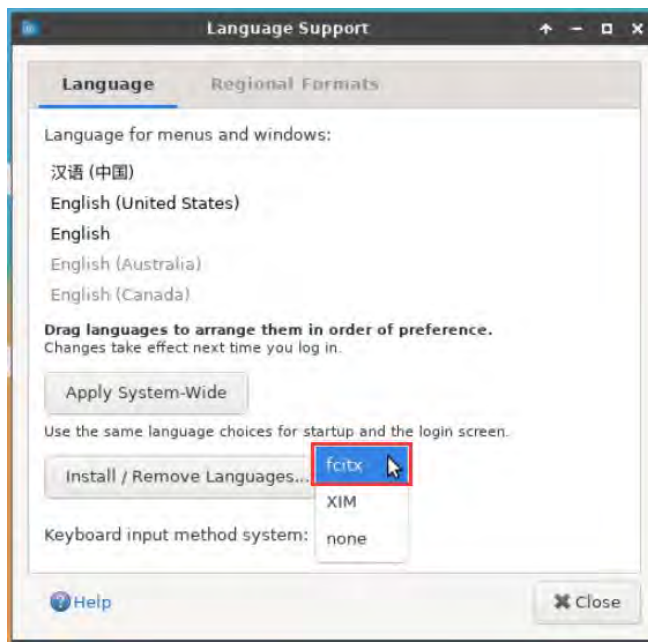 Language Support
Language Regional Formats
Language for menus and windows:
汉语 (中国)
English (United States)
English
English (Australia)
English (Canada)
Drag languages to arrange them in order of preference.
Changes take effect next time you log in.
Apply System-Wide
Use the same language choices for startup and the login screen.
Install / Remove Languages...
fcitx
XIM
Keyboard input method system:
none
Help
Close